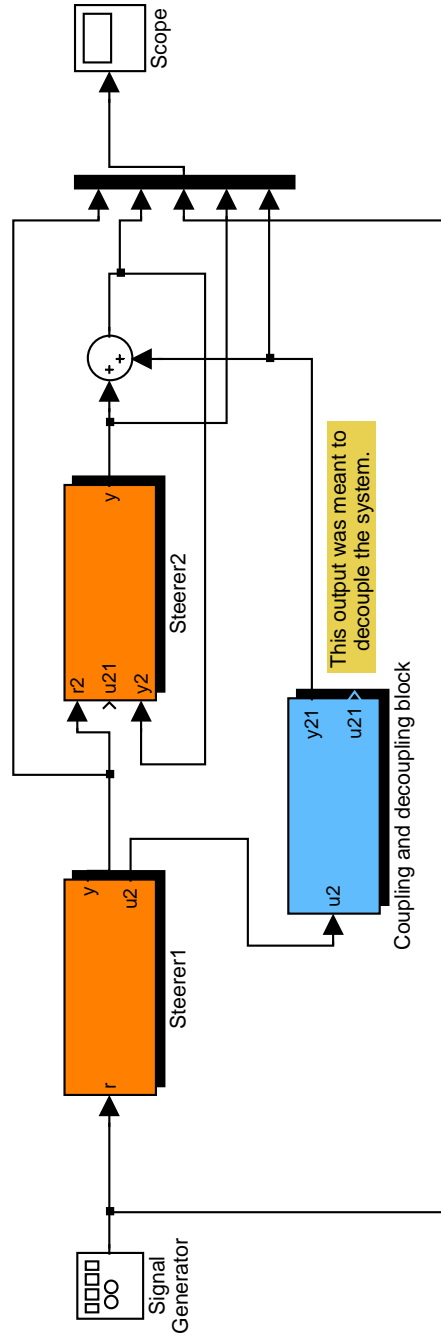 Signal
Generator
r
y
u2
Steerer1
r2
u21
y2
y
Steerer2
+
+
Scope
u2
y21
u21
Coupling and decoupling block
This output was meant to
decouple the system.